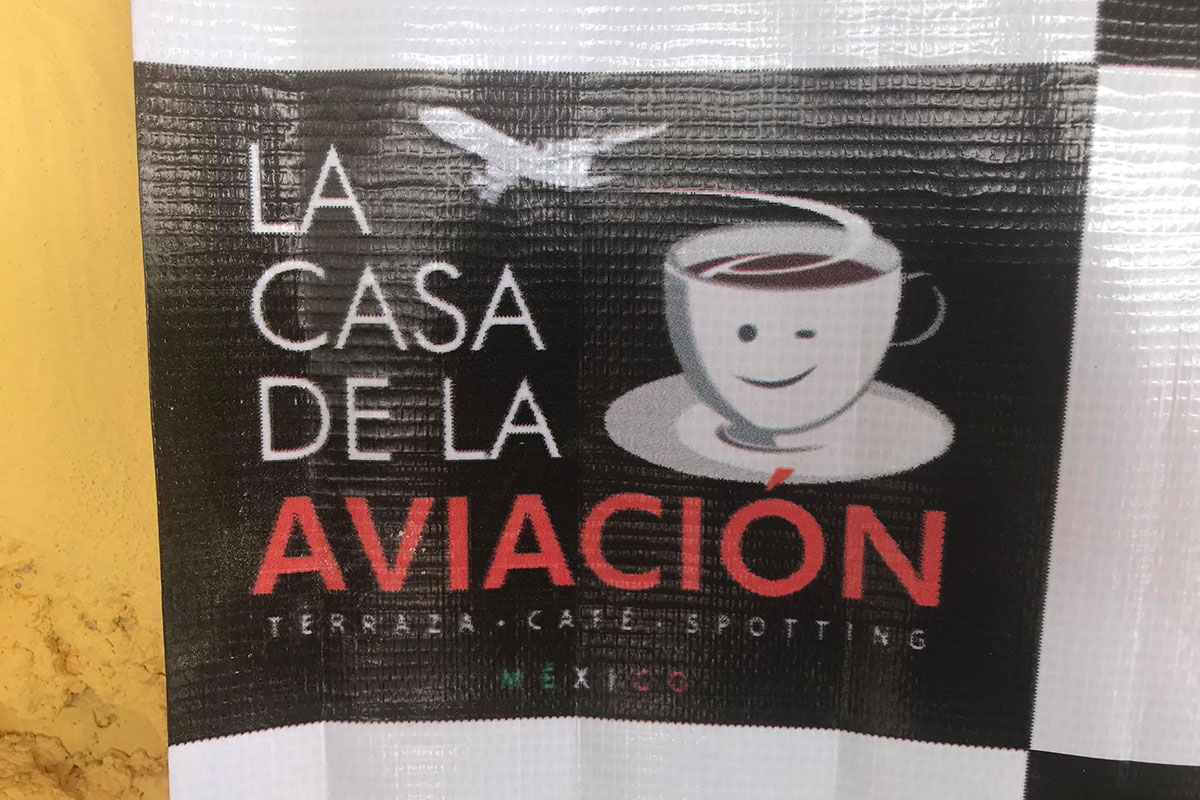 LA
CASA
DE LA
AVIACIÓN
TERRAZA · CAFÉ · SPOTTING
MÉXICO